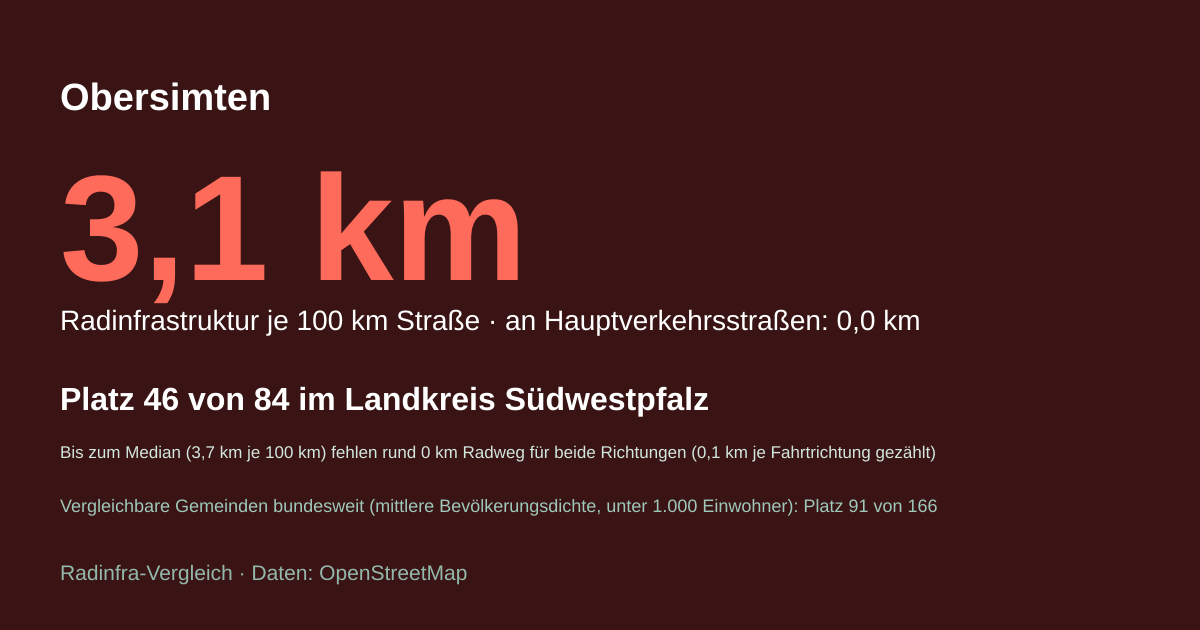 Obersimten
3,1 km
Radinfrastruktur je 100 km Straße · an Hauptverkehrsstraßen: 0,0 km
Platz 46 von 84 im Landkreis Südwestpfalz
Bis zum Median (3,7 km je 100 km) fehlen rund 0 km Radweg für beide Richtungen (0,1 km je Fahrtrichtung gezählt)
Vergleichbare Gemeinden bundesweit (mittlere Bevölkerungsdichte, unter 1.000 Einwohner): Platz 91 von 166
Radinfra-Vergleich · Daten: OpenStreetMap